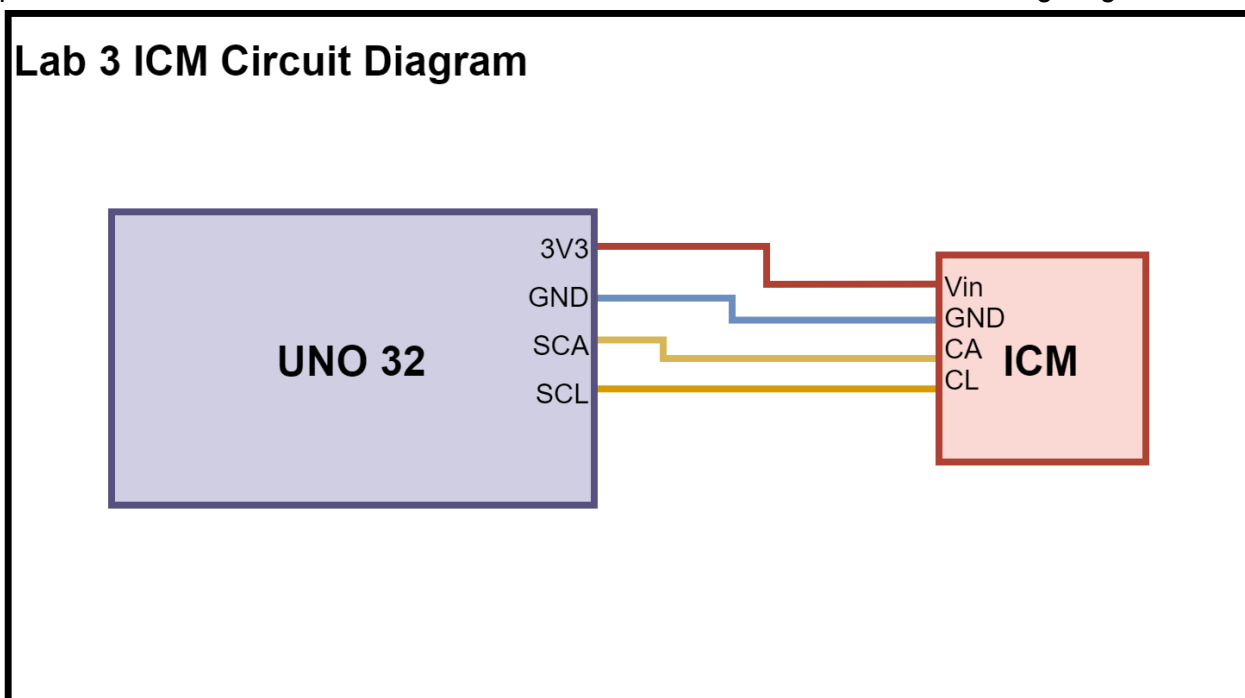 Lab 3 ICM Circuit Diagram
3V3
GND
SCA
SCL
UNO 32
Vin
GND
CA
CL
ICM